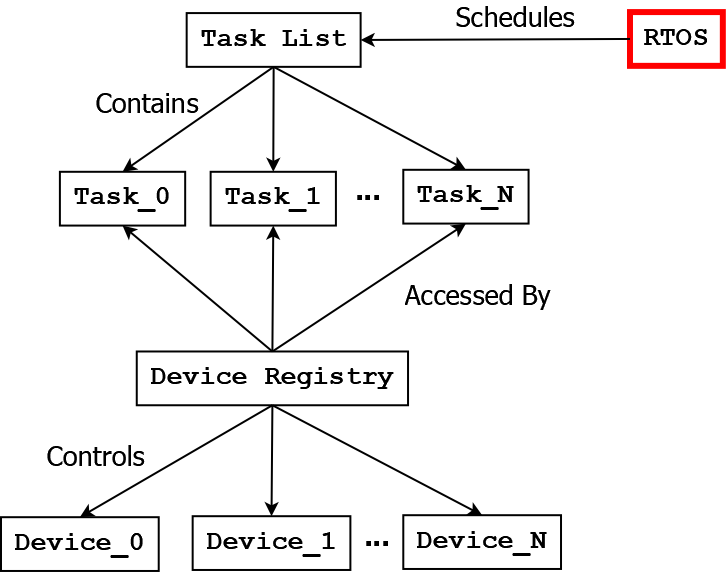 Schedules
Task List
RTOS
Contains
Task_0
Task_1
...
Task_N
Accessed By
Device Registry
Controls
Device_0
Device_1
...
Device_N